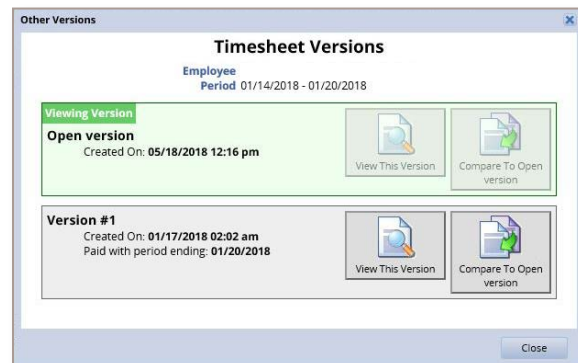 Other Versions
Timesheet Versions
Employee
Period 01/14/2018 - 01/20/2018
Viewing Version
Open version
Created On: 05/18/2018 12:16 pm
View This Version
Compare To Open
version
Version #1
Created On: 01/17/2018 02:02 am
Paid with period ending: 01/20/2018
View This Version
Compare To Open
version
Close